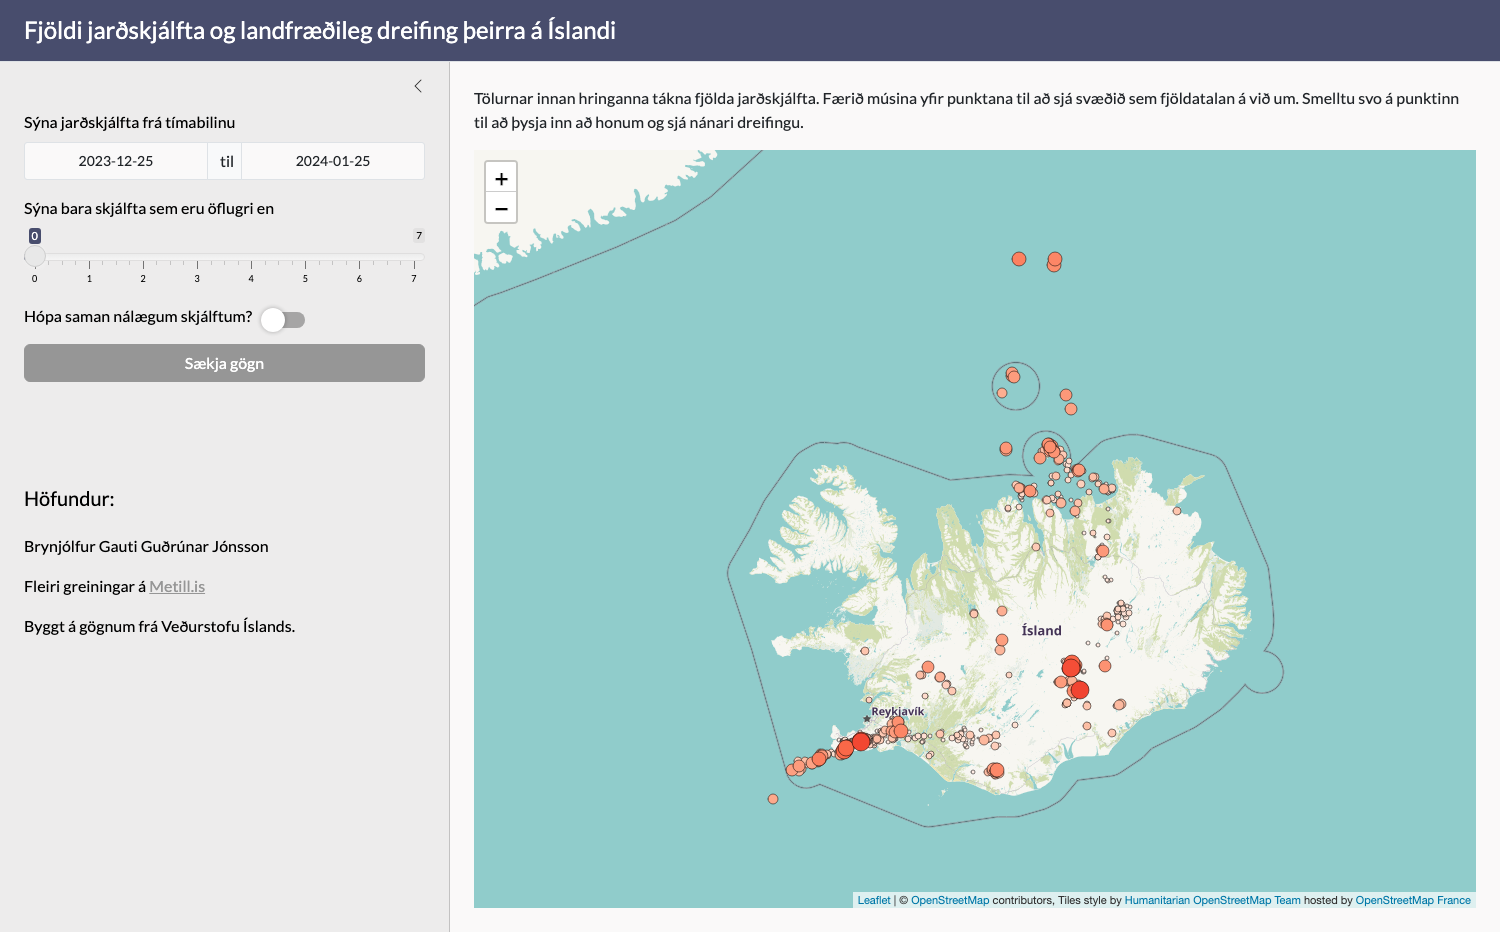 Fjöldi jarðskjálfta og landfræðileg dreifing þeirra á Íslandi
Sýna jarðskjálfta frá tímabilinu
2023-12-25 til 2024-01-25
Sýna bara skjálfta sem eru öflugri en
0 7
0 1 2 3 4 5 6 7
Hópa saman nálægum skjálftum?
Sækja gögn
Höfundur:
Brynjólfur Gauti Guðrúnar Jónsson
Fleiri greiningar á Metill.is
Byggt á gögnum frá Veðurstofu Íslands.
Tölurnar innan hringanna tákna fjölda jarðskjálfta. Færið músina yfir punktana til að sjá svæðið sem fjöldatalan á við um. Smelltu svo á punktinn
til að þysja inn að honum og sjá nánari dreifingu.
+
−
Ísland
Reykjavík
Leaflet | © OpenStreetMap contributors, Tiles style by Humanitarian OpenStreetMap Team hosted by OpenStreetMap France